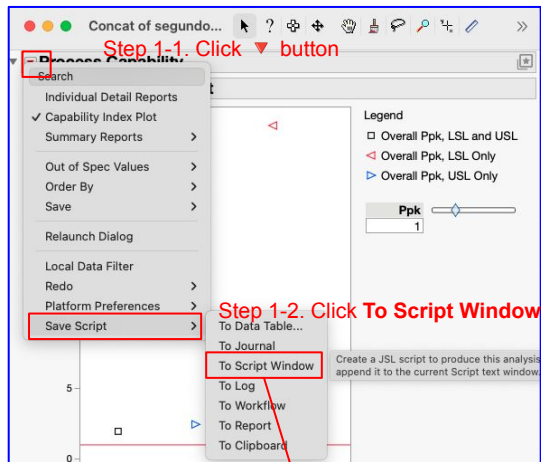 Concat of segundo...
Step 1-1. Click ▼ button
Process Capability
Search
Individual Detail Reports
✓ Capability Index Plot
Summary Reports >
Out of Spec Values >
Order By >
Save >
Relaunch Dialog
Local Data Filter
Redo >
Platform Preferences >
Save Script >
Legend
Overall Ppk, LSL and USL
Overall Ppk, LSL Only
Overall Ppk, USL Only
Ppk
1
Step 1-2. Click To Script Window
To Data Table...
To Journal
To Script Window
To Log
To Workflow
To Report
To Clipboard
Create a JSL script to produce this analysis
append it to the current Script text window.
5
0